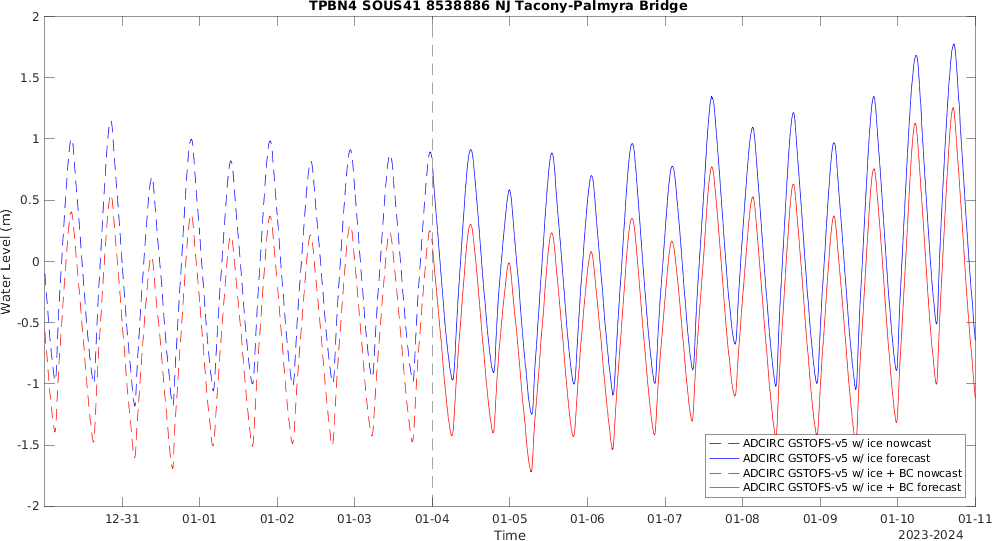 TPBN4 SOUS41 8538886 NJ Tacony-Palmyra Bridge
2
1.5
1
0.5
0
-0.5
-1
-1.5
-2
Water Level (m)
ADCIRC GSTOFS-v5 w/ ice nowcast
ADCIRC GSTOFS-v5 w/ ice forecast
ADCIRC GSTOFS-v5 w/ ice + BC nowcast
ADCIRC GSTOFS-v5 w/ ice + BC forecast
12-31 01-01 01-02 01-03 01-04 01-05 01-06 01-07 01-08 01-09 01-10 01-11
Time
2023-2024